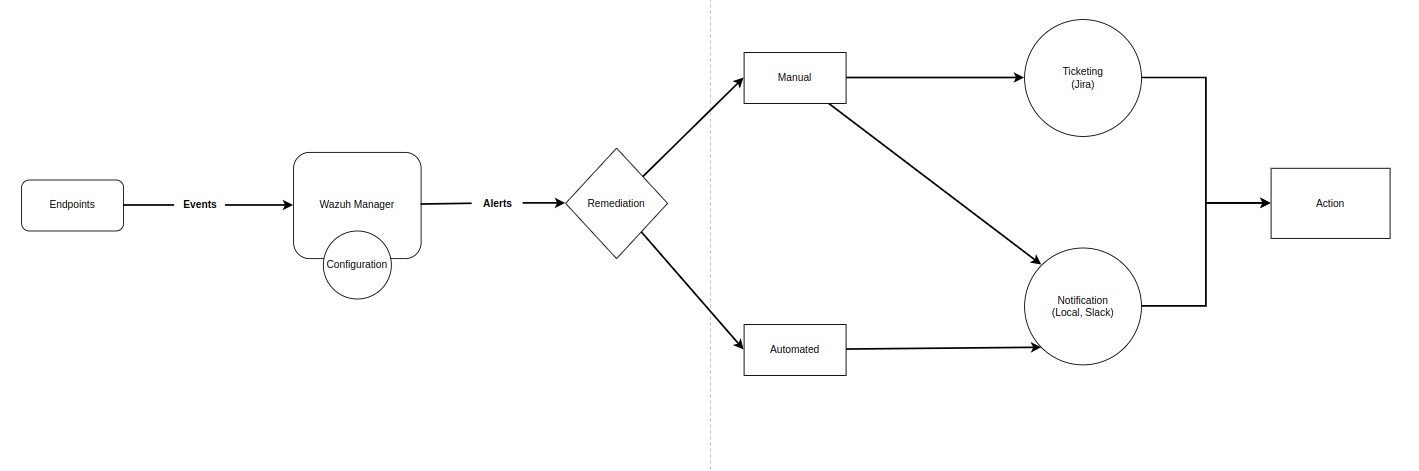 Endpoints
Events
Wazuh Manager
Configuration
Alerts
Remediation
Manual
Automated
Ticketing
(Jira)
Notification
(Local, Slack)
Action